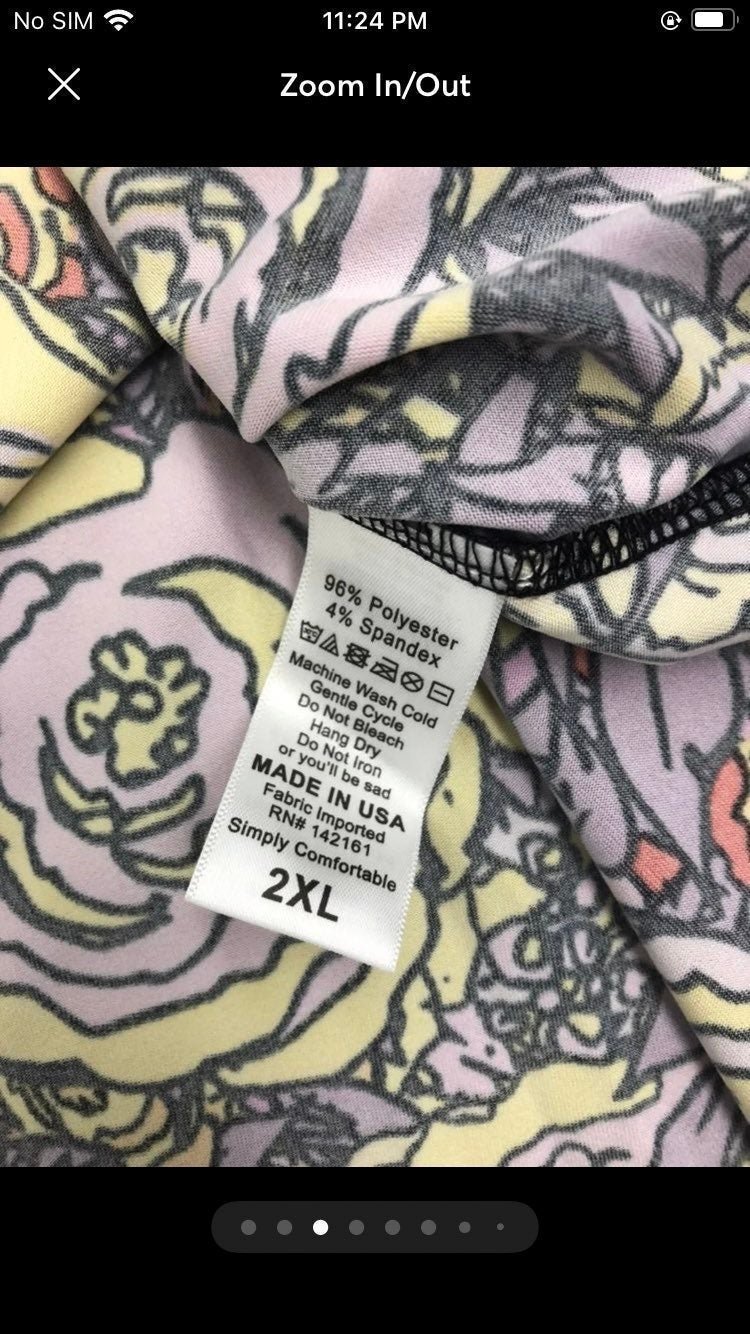 No SIM 11:24 PM
Zoom In/Out
96% Polyester
4% Spandex
Machine Wash Cold
Gentle Cycle
Do Not Bleach
Hang Dry
Do Not Iron
or you'll be sad
MADE IN USA
Fabric Imported
RN# 142161
Simply Comfortable
2XL